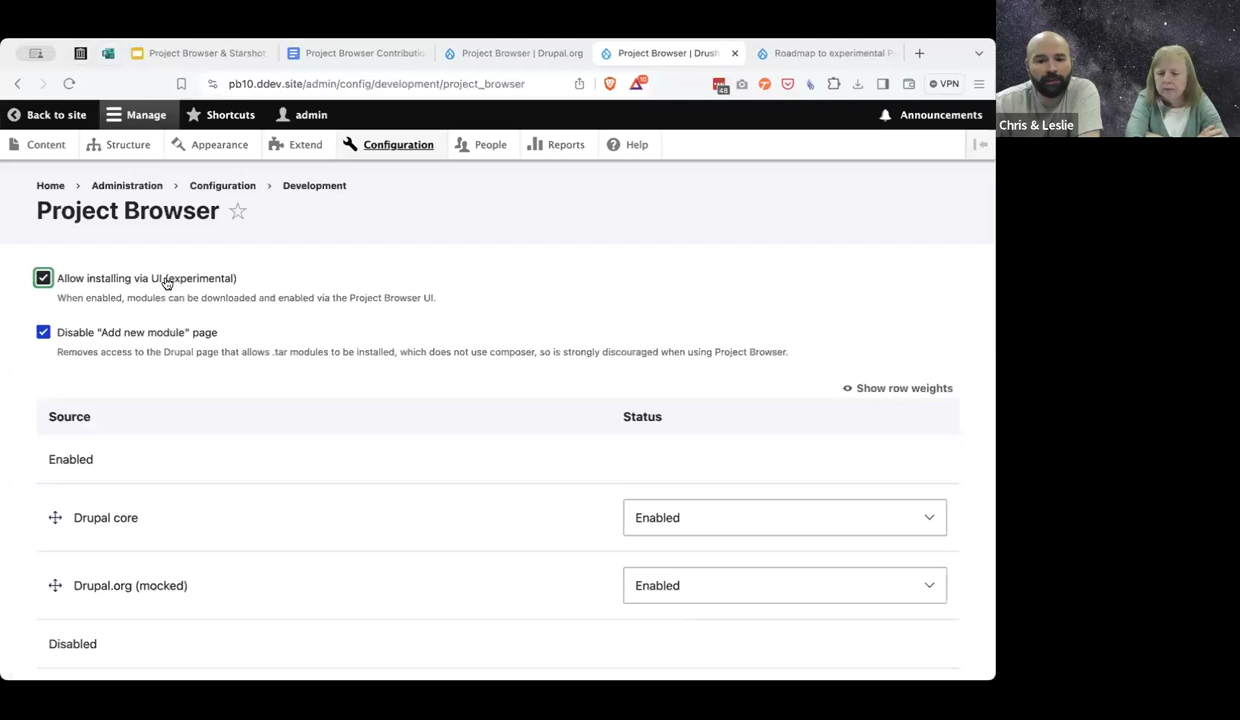 Project Browser & Starshot
Project Browser Contributio
Project Browser | Drupal.org
Project Browser | Drush
Roadmap to experimental P
pb10.ddev.site/admin/config/development/project_browser
48
10
VPN
Back to site
Manage
Shortcuts
admin
Announcements
Content
Structure
Appearance
Extend
Configuration
People
Reports
Help
Home > Administration > Configuration > Development
Project Browser
Allow installing via UI (experimental)
When enabled, modules can be downloaded and enabled via the Project Browser UI.
Disable "Add new module" page
Removes access to the Drupal page that allows .tar modules to be installed, which does not use composer, so is strongly discouraged when using Project Browser.
Show row weights
Source
Status
Enabled
Drupal core
Enabled
Drupal.org (mocked)
Enabled
Disabled
Chris & Leslie